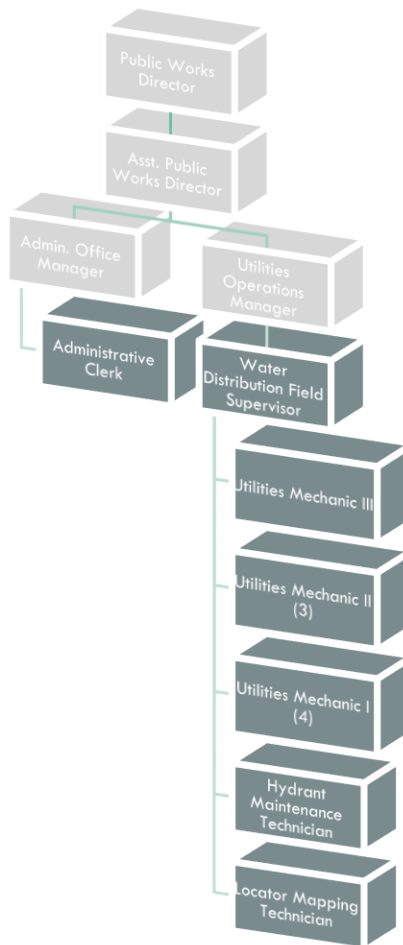 Public Works
Director
Asst. Public
Works Director
Admin. Office
Manager
Utilities
Operations
Manager
Administrative
Clerk
Water
Distribution Field
Supervisor
Utilities Mechanic III
Utilities Mechanic II
(3)
Utilities Mechanic I
(4)
Hydrant
Maintenance
Technician
Locator Mapping
Technician